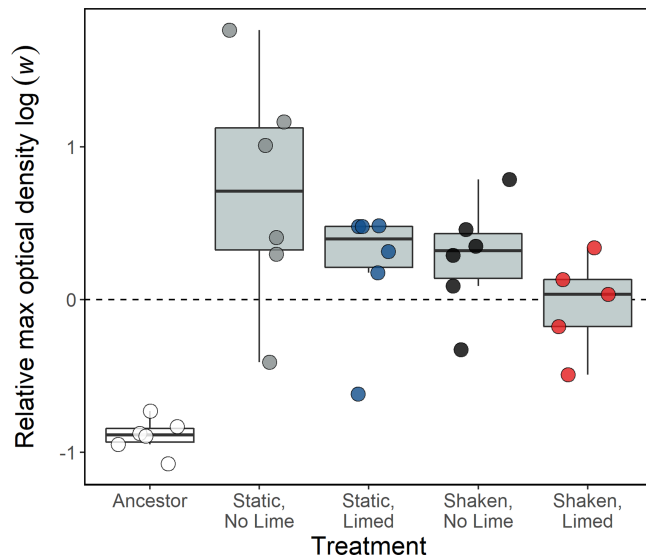 Relative max optical density log (w)
1
0
-1
Ancestor
Static,
No Lime
Static,
Limed
Shaken,
No Lime
Shaken,
Limed
Treatment